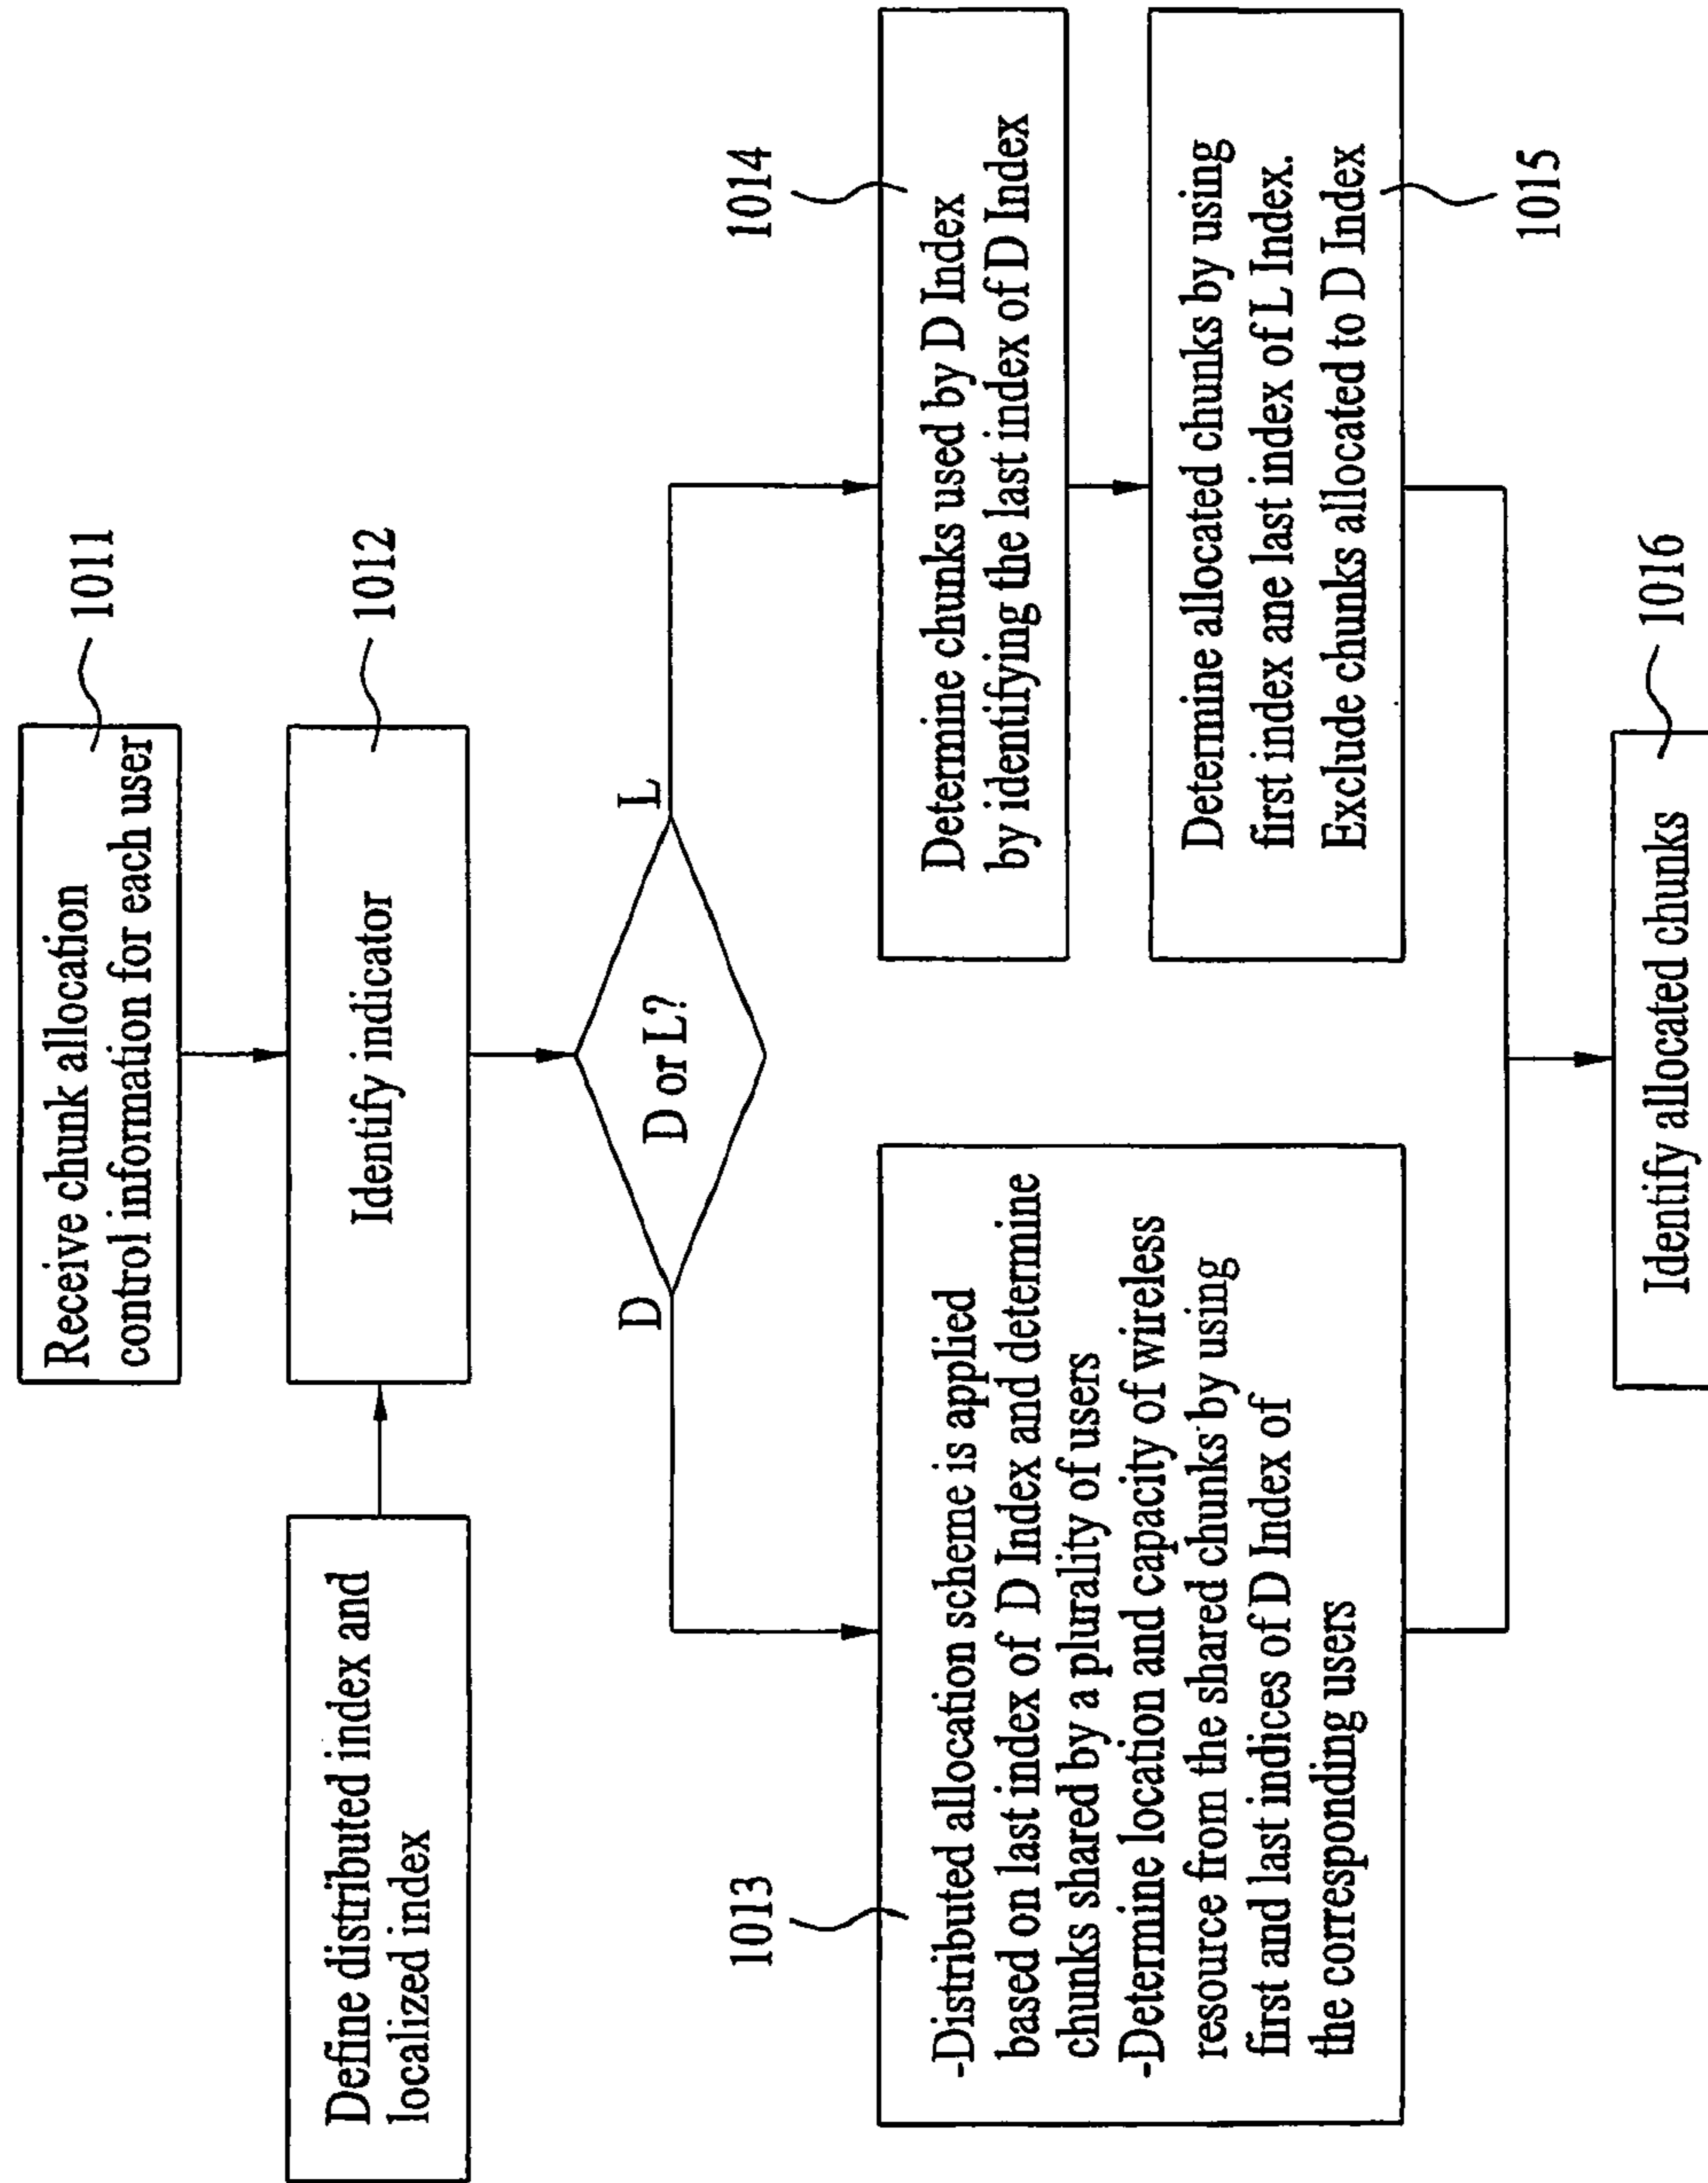 Receive chunk allocation
control information for each user
1011
Define distributed index and
localized index
Identify indicator
1012
D or L?
D
L
1013
-Distributed allocation scheme is applied
based on last index of D Index and determine
chunks shared by a plurality of users
-Determine location and capacity of wireless
resource from the shared chunks by using
first and last indices of D Index of
the corresponding users
1014
Determine chunks used by D Index
by identifying the last index of D Index
Determine allocated chunks by using
first index ane last index of L Index.
Exclude chunks allocated to D Index
1015
Identify allocated chunks
1016